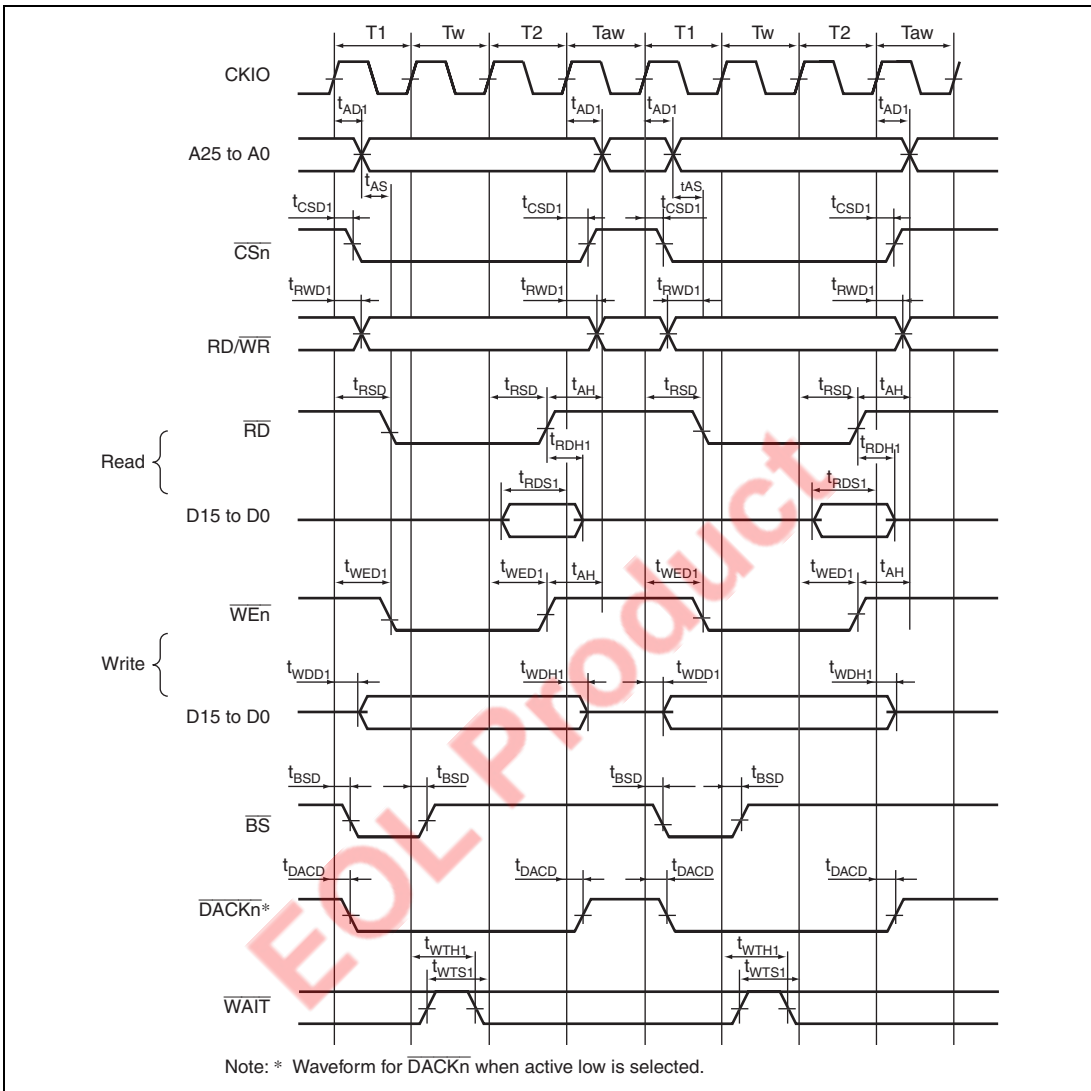 T1 Tw T2 Taw T1 Tw T2 Taw
CKIO
tAD1 tAD1 tAD1 tAD1
A25 to A0
tAS tAS
tCSD1 tCSD1 tCSD1 tCSD1
CSn
tRWD1 tRWD1 tRWD1 tRWD1
RD/WR
tRSD tRSD tAH tRSD tRSD tAH
RD
tRDH1 tRDH1
Read
tRDS1 tRDS1
D15 to D0
tWED1 tWED1 tAH tWED1 tWED1 tAH
WEn
Write
tWDD1 tWDH1 tWDD1 tWDH1
D15 to D0
tBSD tBSD tBSD tBSD
BS
tDACD tDACD tDACD tDACD
DACKn*
tWTH1 tWTH1
tWTS1 tWTS1
WAIT
Note: * Waveform for DACKn when active low is selected.
EOL Product